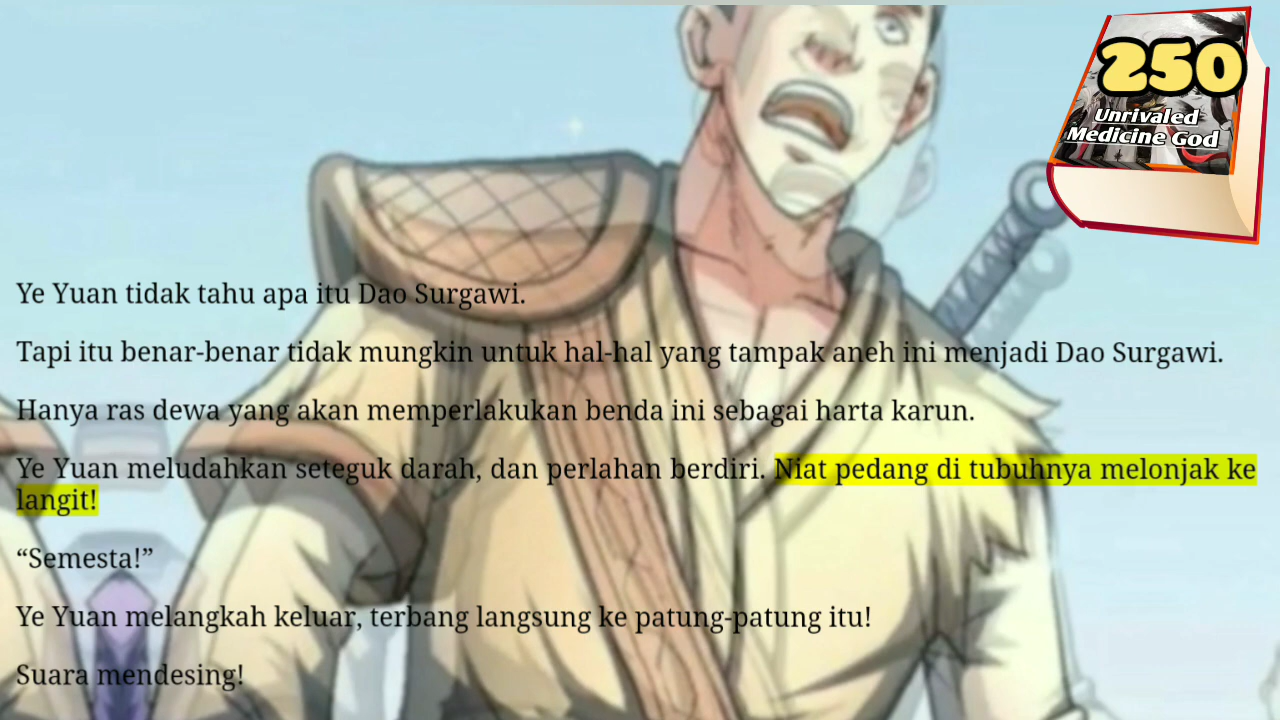 250
Unrivaled
Medicine God
Ye Yuan tidak tahu apa itu Dao Surgawi.
Tapi itu benar-benar tidak mungkin untuk hal-hal yang tampak aneh ini menjadi Dao Surgawi.
Hanya ras dewa yang akan memperlakukan benda ini sebagai harta karun.
Ye Yuan meludahkan seteguk darah, dan perlahan berdiri. Niat pedang di tubuhnya melonjak ke
langit!
“Semesta!”
Ye Yuan melangkah keluar, terbang langsung ke patung-patung itu!
Suara mendesing!